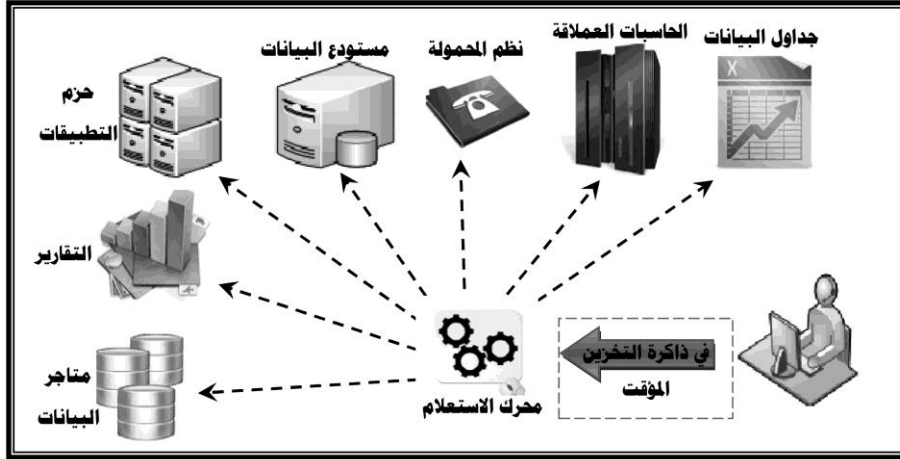 جداول البيانات
الحاسبات العملاقة
نظم المحمولة
مستودع البيانات
حزم
التطبيقات
التقارير
متاجر
البيانات
محرك الاستعلام
في ذاكرة التخزين
المؤقت
X